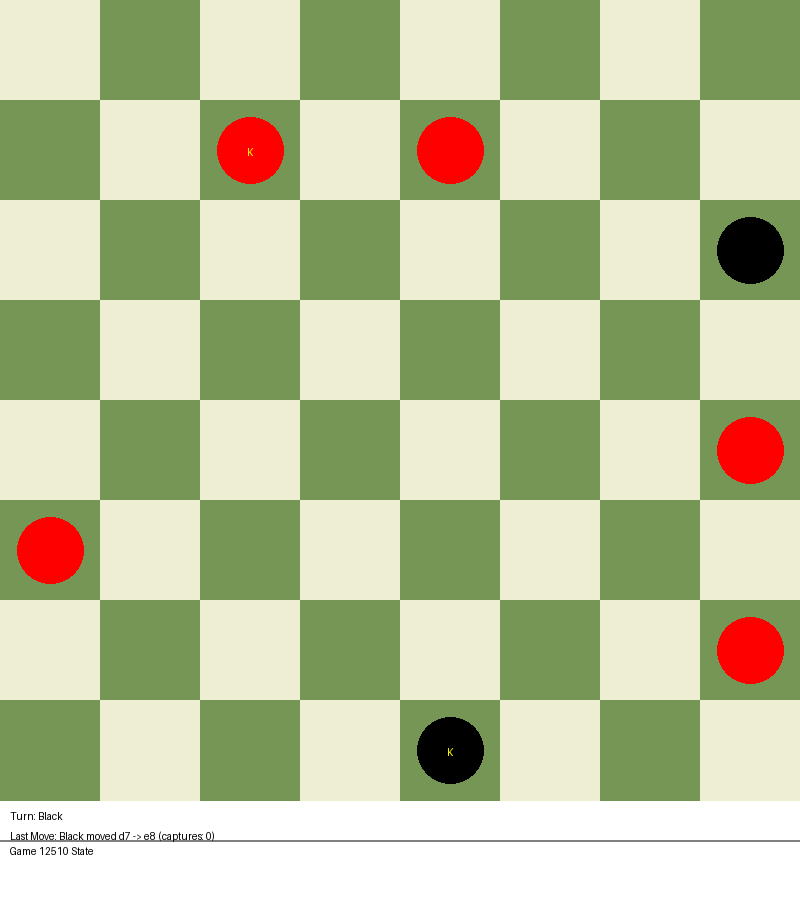 K
K
Turn: Black
Last Move: Black moved d7 -> e8 (captures: 0)
Game 12510 State